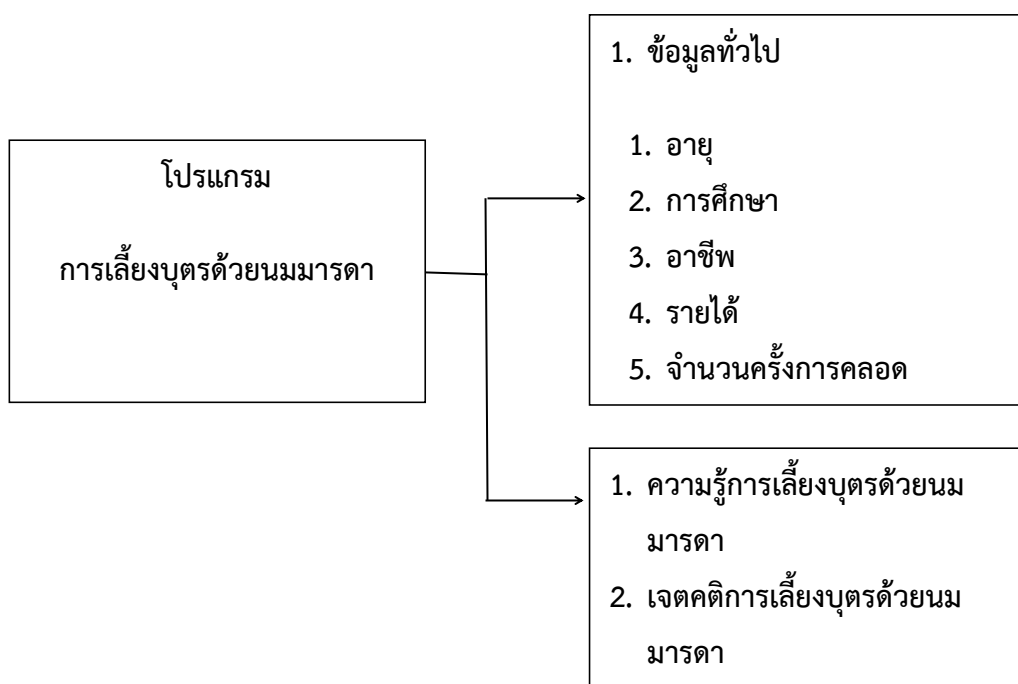 โปรแกรม
การเลี้ยงบุตรด้วยนมมารดา
1. ข้อมูลทั่วไป
1. อายุ
2. การศึกษา
3. อาชีพ
4. รายได้
5. จำนวนครั้งการคลอด
1. ความรู้การเลี้ยงบุตรด้วยนม
มารดา
2. เจตคติการเลี้ยงบุตรด้วยนม
มารดา